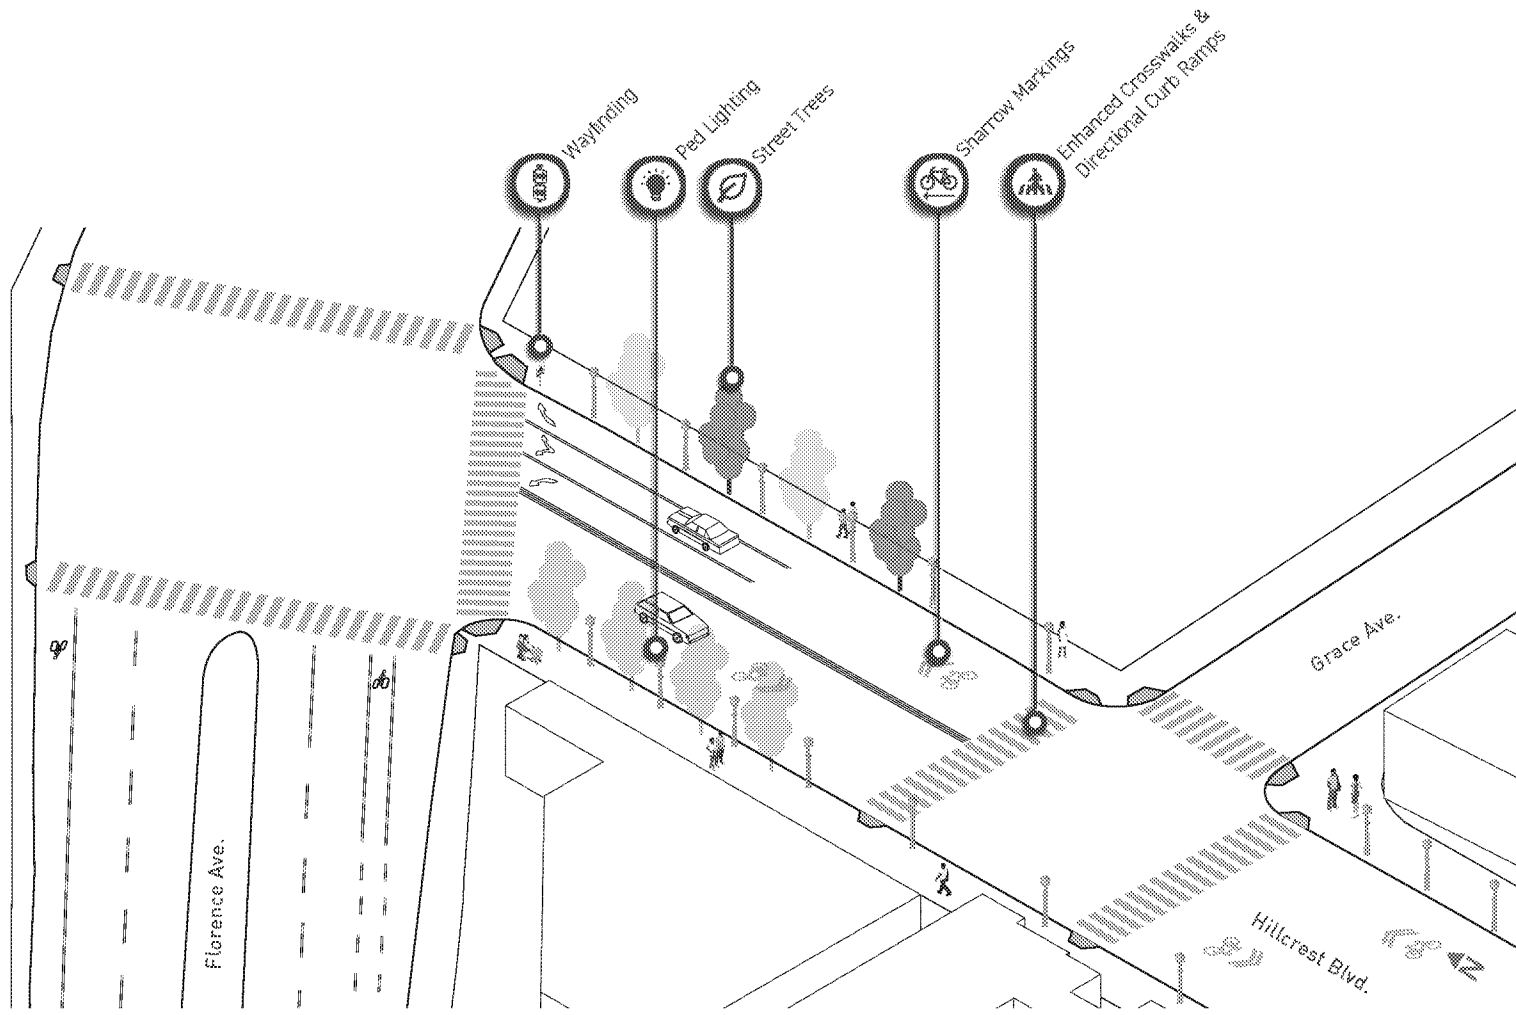 Wayfinding
Ped Lighting
Street Trees
Sharrow Markings
Enhanced Crosswalks &
Directional Curb Ramps
Grace Ave.
Florence Ave.
Hillcrest Blvd.
N